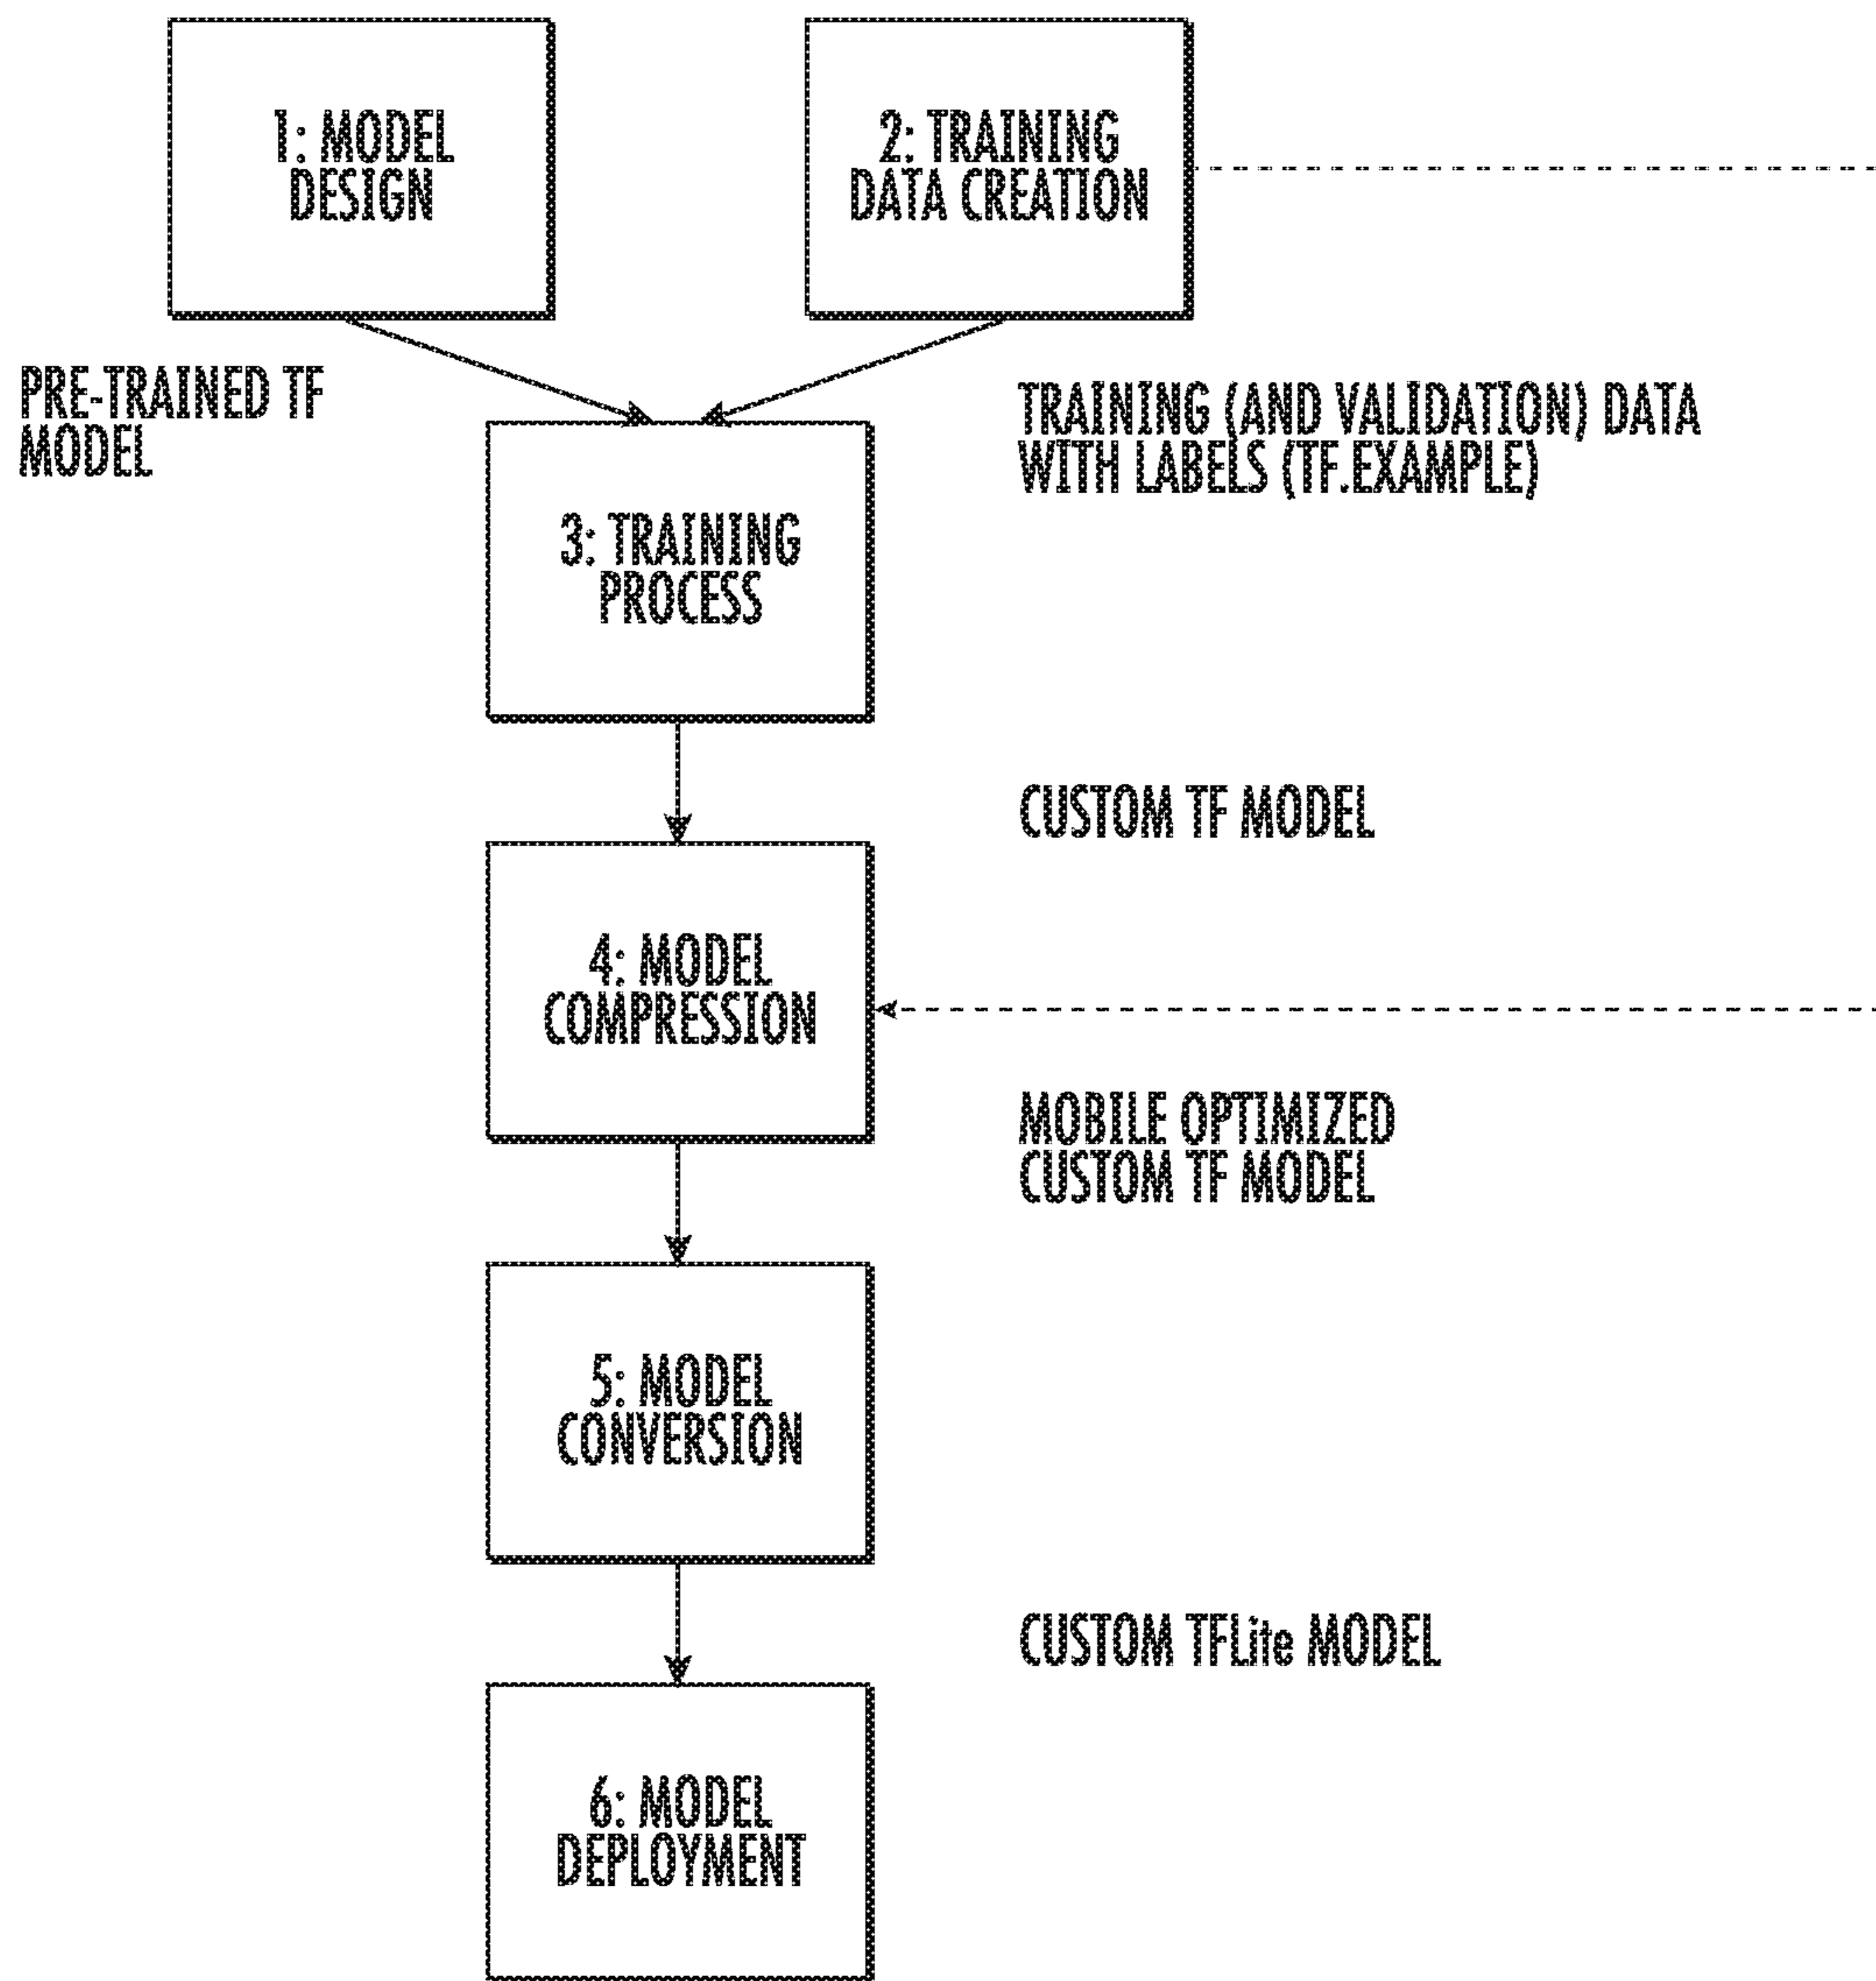 1: MODEL
DESIGN
2: TRAINING
DATA CREATION
PRE-TRAINED TF
MODEL
TRAINING (AND VALIDATION) DATA
WITH LABELS (TF.EXAMPLE)
3: TRAINING
PROCESS
CUSTOM TF MODEL
4: MODEL
COMPRESSION
MOBILE OPTIMIZED
CUSTOM TF MODEL
5: MODEL
CONVERSION
CUSTOM TFLite MODEL
6: MODEL
DEPLOYMENT